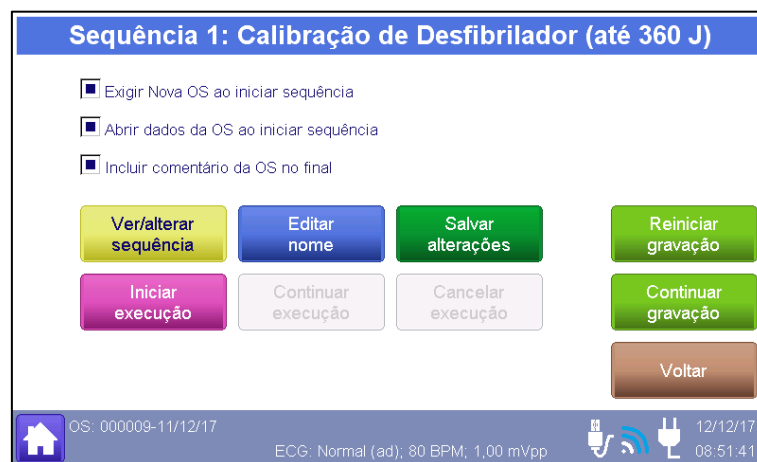 Sequência 1: Calibração de Desfibrilador (até 360 J)
Exigir Nova OS ao iniciar sequência
Abrir dados da OS ao iniciar sequência
Incluir comentário da OS no final
Ver/alterar
sequência
Editar
nome
Salvar
alterações
Reiniciar
gravação
Iniciar
execução
Continuar
execução
Cancelar
execução
Continuar
gravação
Voltar
OS: 000009-11/12/17
ECG: Normal (ad); 80 BPM; 1,00 mVpp
12/12/17
08:51:41